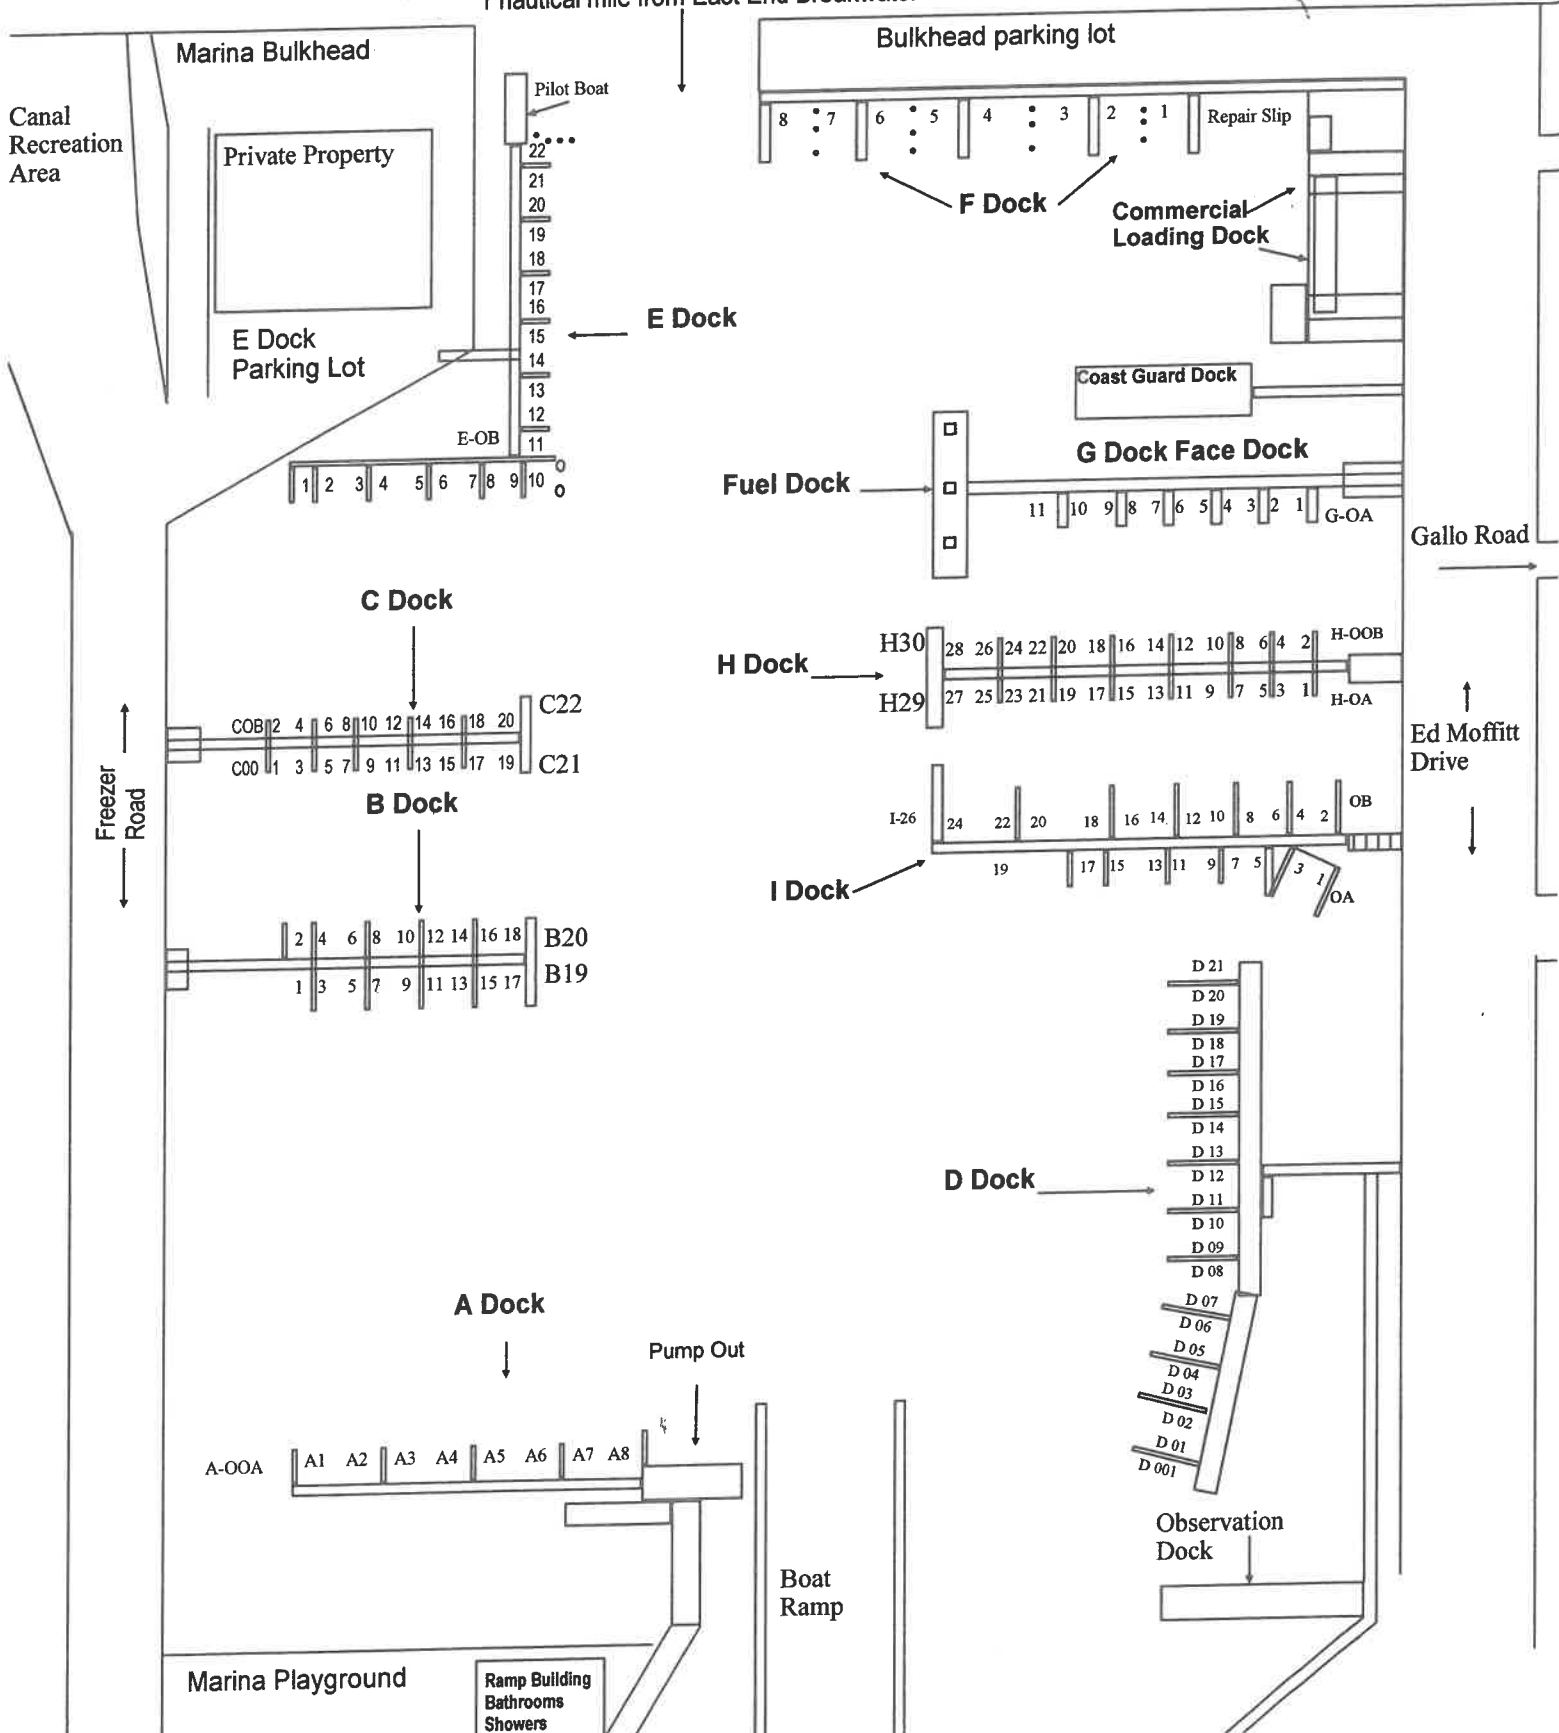 1 nautical mile from East End Breakwater
Marina Bulkhead
Bulkhead parking lot
Pilot Boat
Canal
Recreation
Area
Private Property
8 7 6 5 4 3 2 1 Repair Slip
F Dock
Commercial
Loading Dock
22
21
20
19
18
17
16
15
14
13
12
11
E Dock
E Dock
Parking Lot
E-OB
1 2 3 4 5 6 7 8 9 10
Coast Guard Dock
G Dock Face Dock
Fuel Dock
11 10 9 8 7 6 5 4 3 2 1 G-OA
Gallo Road
C Dock
H Dock
H30 28 26 24 22 20 18 16 14 12 10 8 6 4 2 H-OOB
H29 27 25 23 21 19 17 15 13 11 9 7 5 3 1 H-OA
COB 2 4 6 8 10 12 14 16 18 20 C22
COO 1 3 5 7 9 11 13 15 17 19 C21
Freezer
Road
Ed Moffitt
Drive
B Dock
I-26 24 22 20 18 16 14 12 10 8 6 4 2 OB
19 17 15 13 11 9 7 5 3 1 OA
I Dock
2 4 6 8 10 12 14 16 18 B20
1 3 5 7 9 11 13 15 17 B19
D 21
D 20
D 19
D 18
D 17
D 16
D 15
D 14
D 13
D 12
D 11
D 10
D 09
D 08
D 07
D 06
D 05
D 04
D 03
D 02
D 01
D 001
D Dock
A Dock
Pump Out
A-OOA A1 A2 A3 A4 A5 A6 A7 A8
Observation
Dock
Boat
Ramp
Marina Playground
Ramp Building
Bathrooms
Showers